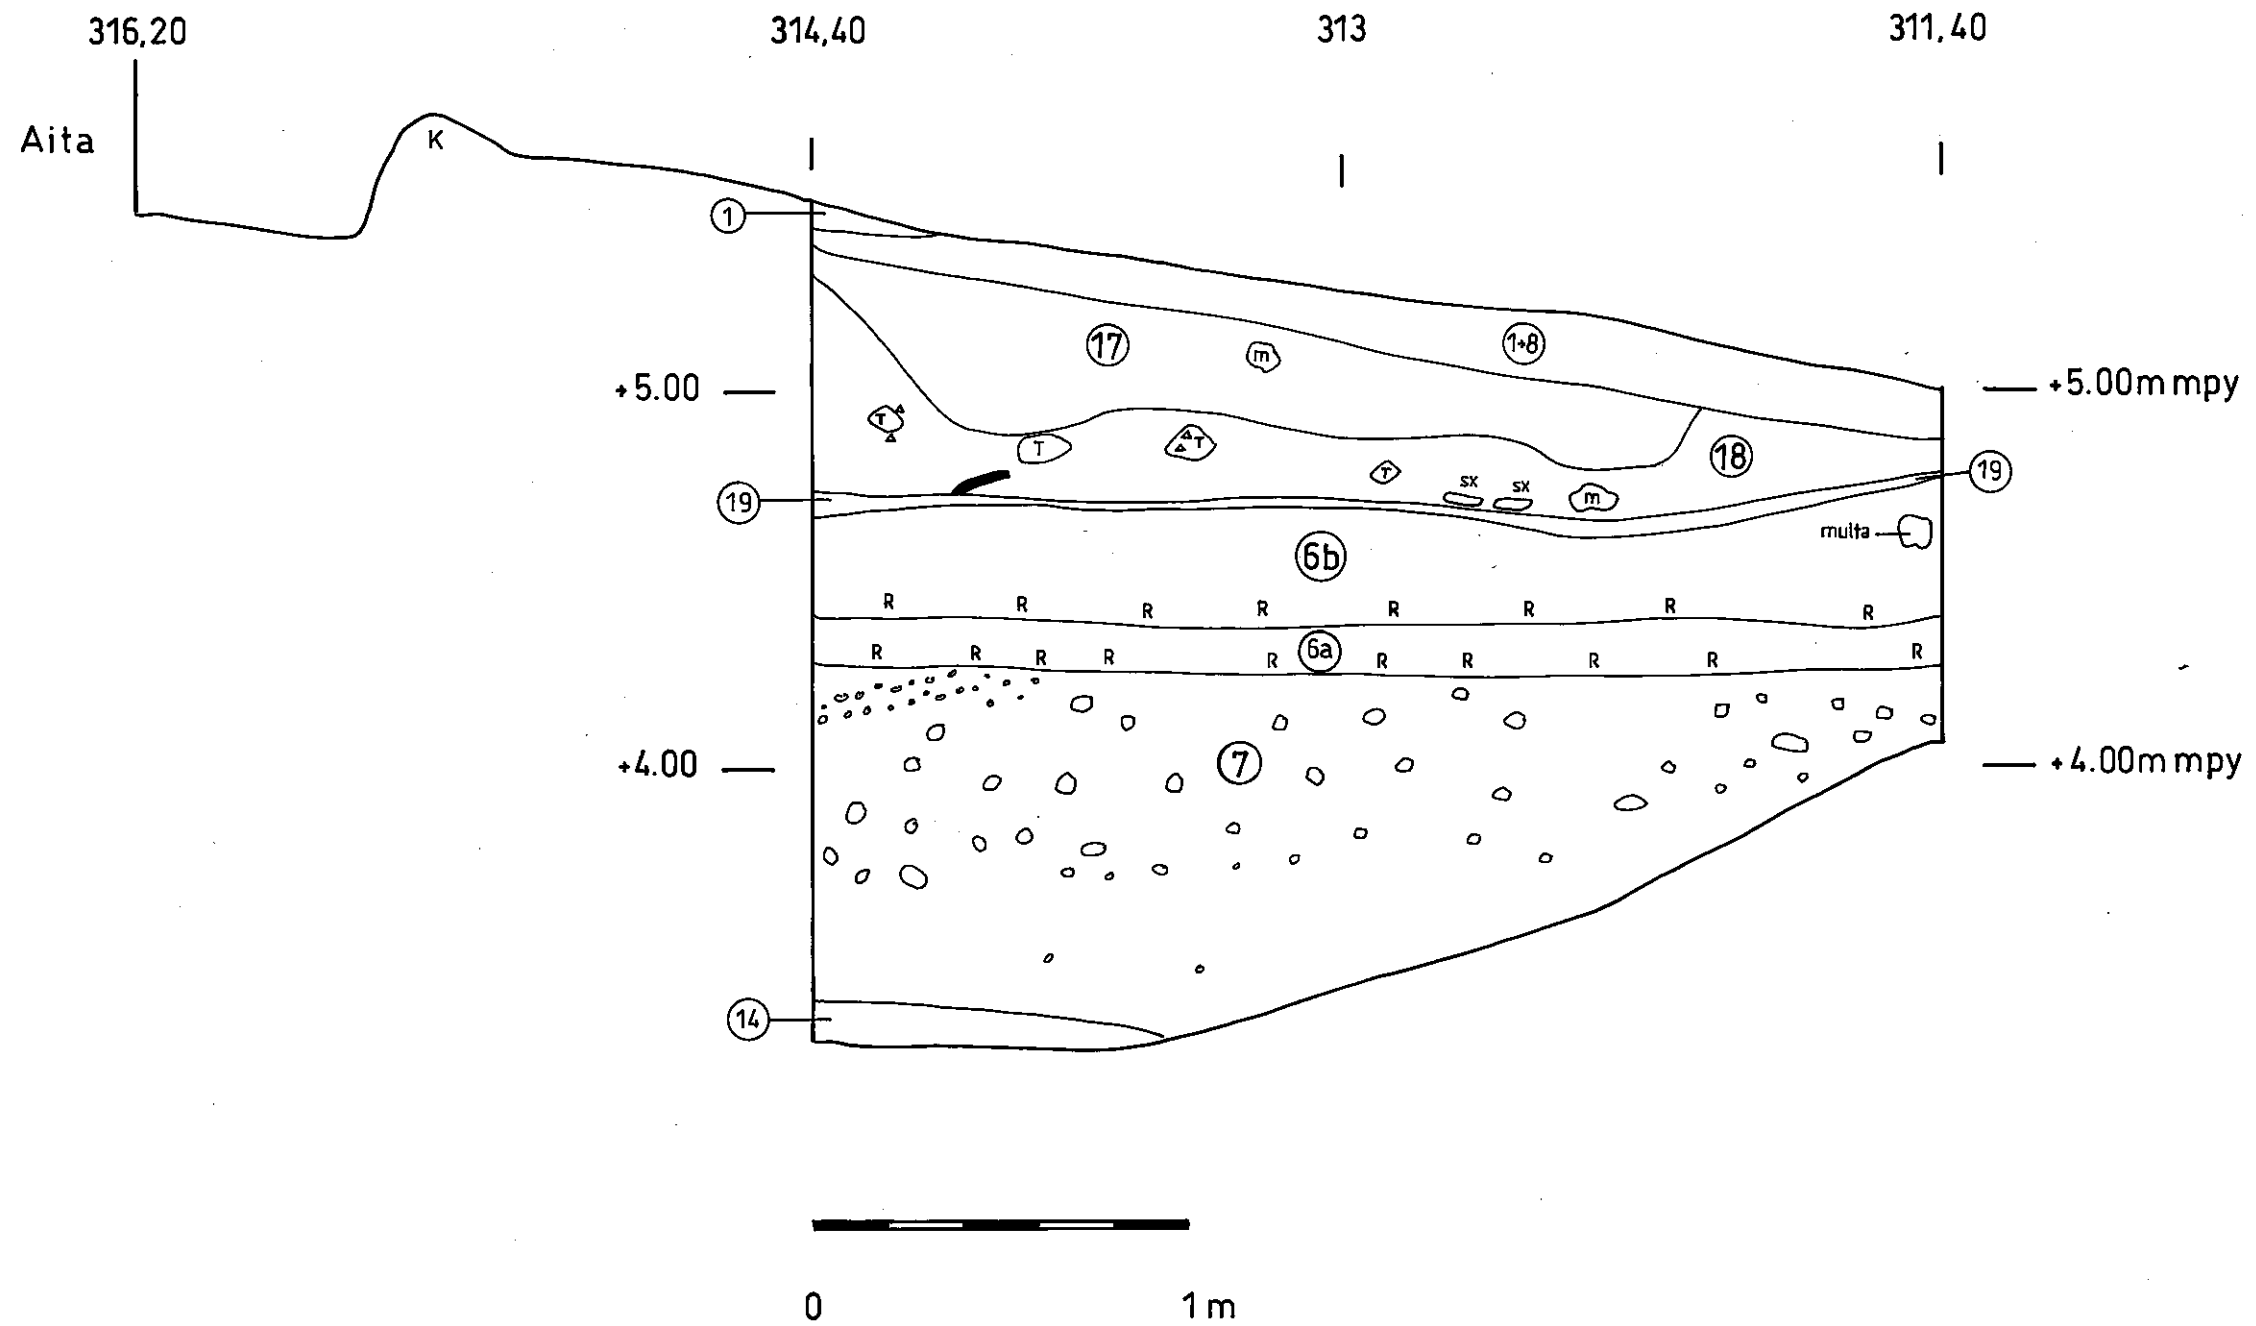 316,20 314,40 313 311,40
Aita K
1
17 m 1+8
+5.00 +5.00m mpy
T T T T 18
19 sx sx m 19
multa
6b
R R R R R R R R
6a
R R R R R R R R R R
+4.00 7 +4.00m mpy
14
0 1 m